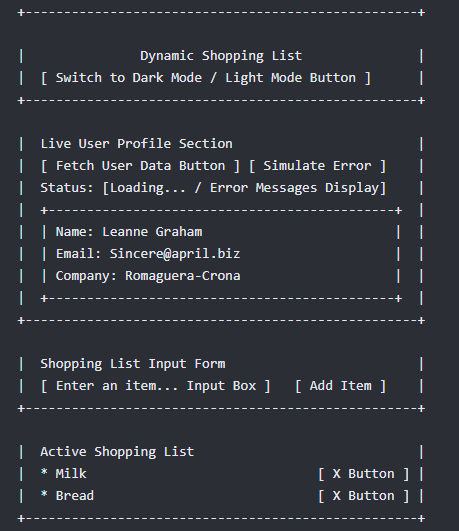 +---------------------------------------------------+
| Dynamic Shopping List |
| [ Switch to Dark Mode / Light Mode Button ] |
+---------------------------------------------------+
| Live User Profile Section |
| [ Fetch User Data Button ] [ Simulate Error ] |
| Status: [Loading... / Error Messages Display] |
| +---------------------------------------------+ |
| | Name: Leanne Graham | |
| | Email: Sincere@april.biz | |
| | Company: Romaguera-Crona | |
| +---------------------------------------------+ |
+---------------------------------------------------+
| Shopping List Input Form |
| [ Enter an item... Input Box ] [ Add Item ] |
+---------------------------------------------------+
| Active Shopping List |
| * Milk [ X Button ] |
| * Bread [ X Button ] |
+---------------------------------------------------+